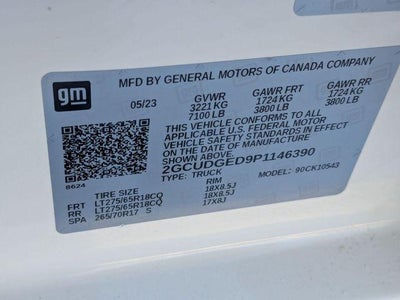 gm
MFD BY GENERAL MOTORS OF CANADA COMPANY
05/23 GVWR GAWR FRT GAWR RR
3221 KG 1724 KG 1724 KG
7100 LB 3800 LB 3800 LB
THIS VEHICLE CONFORMS TO ALL
APPLICABLE U.S. FEDERAL MOTOR
VEHICLE SAFETY STANDARDS IN EFFECT
ON THE DATE OF MANUFACTURE
SHOWN ABOVE.
2GCUDGED9P1146390
8624 TYPE: TRUCK MODEL: 90CK10543
TIRE SIZE RIM
FRT LT275/65R18CQ 18X8.5J
RR LT275/65R18CQ 18X8.5J
SPA 265/70R17 S 17X8J